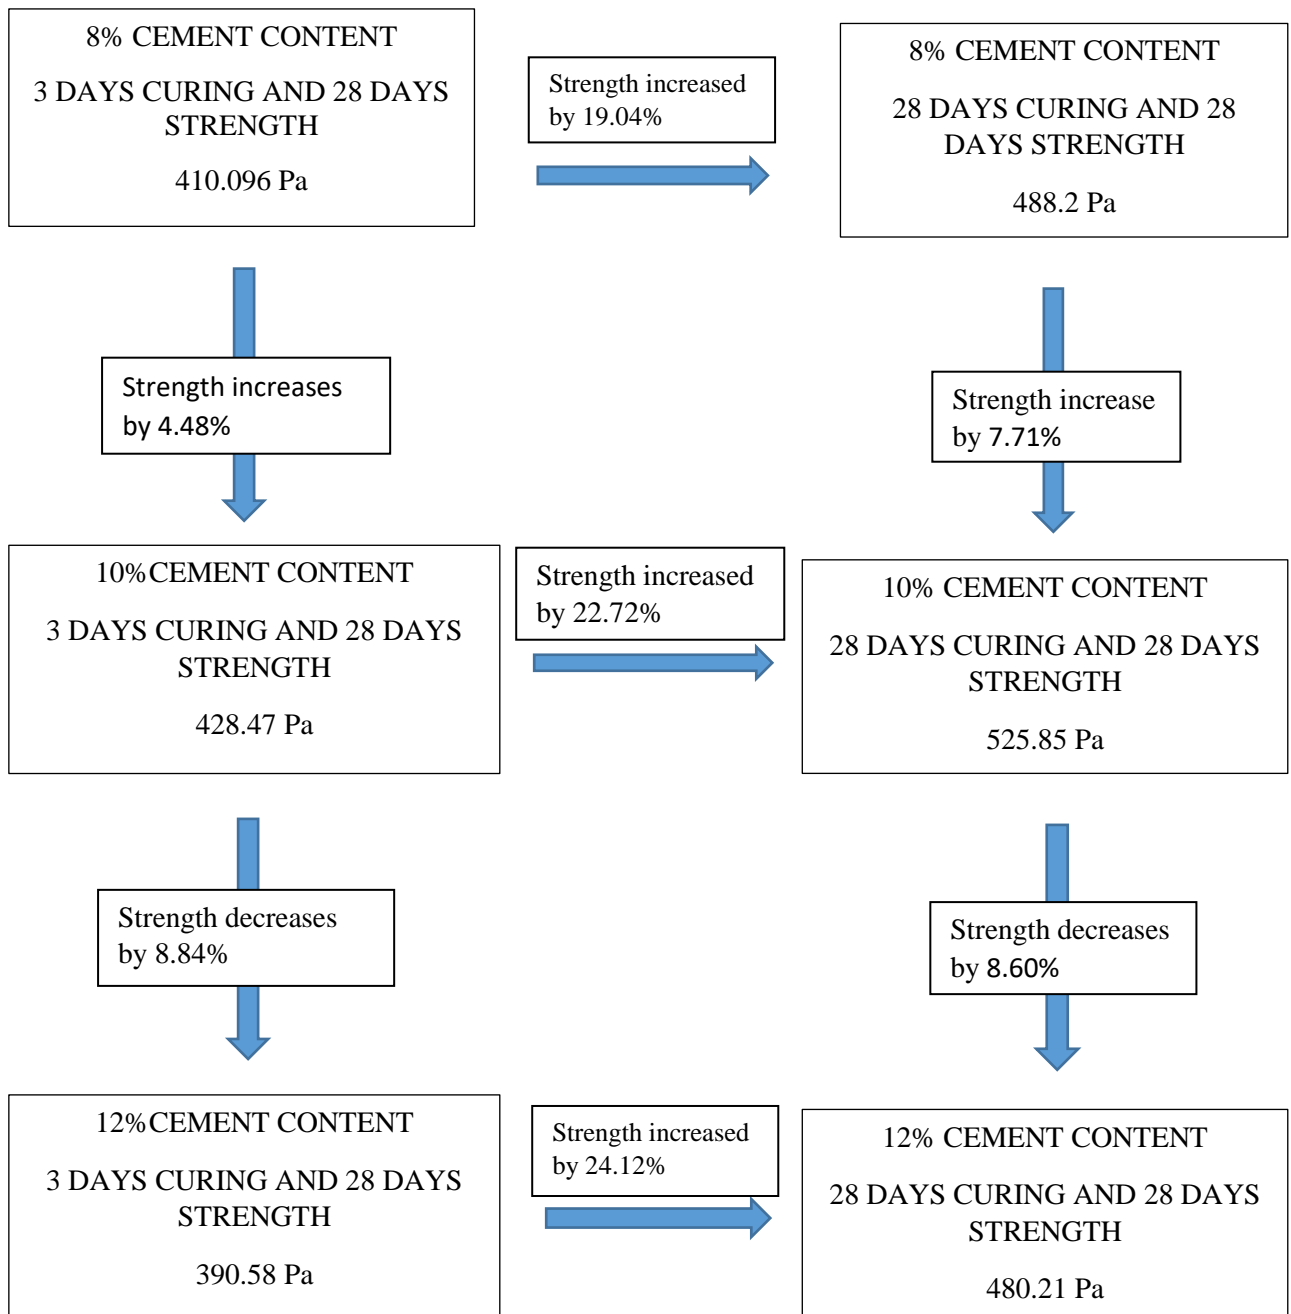 8% CEMENT CONTENT
3 DAYS CURING AND 28 DAYS
STRENGTH
410.096 Pa
Strength increased
by 19.04%
8% CEMENT CONTENT
28 DAYS CURING AND 28
DAYS STRENGTH
488.2 Pa
Strength increases
by 4.48%
Strength increase
by 7.71%
10%CEMENT CONTENT
3 DAYS CURING AND 28 DAYS
STRENGTH
428.47 Pa
Strength increased
by 22.72%
10% CEMENT CONTENT
28 DAYS CURING AND 28 DAYS
STRENGTH
525.85 Pa
Strength decreases
by 8.84%
Strength decreases
by 8.60%
12%CEMENT CONTENT
3 DAYS CURING AND 28 DAYS
STRENGTH
390.58 Pa
Strength increased
by 24.12%
12% CEMENT CONTENT
28 DAYS CURING AND 28 DAYS
STRENGTH
480.21 Pa